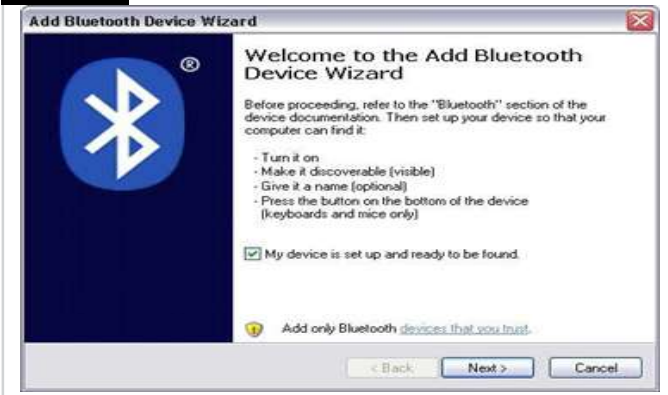 Add Bluetooth Device Wizard
®
Welcome to the Add Bluetooth
Device Wizard
Before proceeding, refer to the "Bluetooth" section of the
device documentation. Then set up your device so that your
computer can find it:
- Turn it on
- Make it discoverable (visible)
- Give it a name (optional)
- Press the button on the bottom of the device
(keyboards and mice only)
My device is set up and ready to be found.
Add only Bluetooth devices that you trust.
< Back Next > Cancel